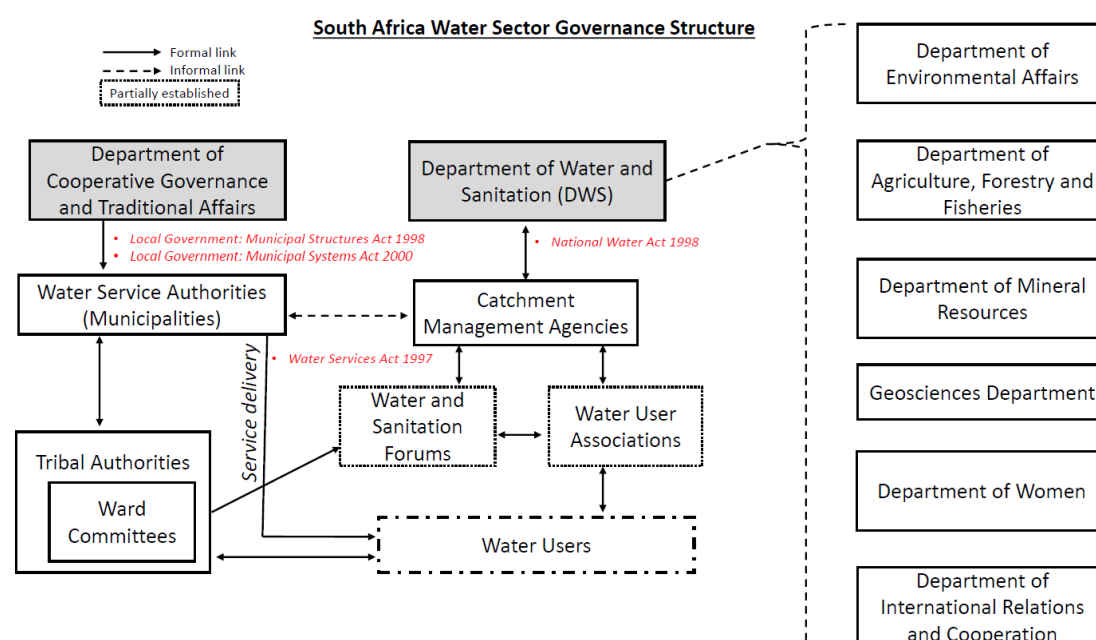 South Africa Water Sector Governance Structure
Formal link
Informal link
Partially established
Department of
Cooperative Governance
and Traditional Affairs
Department of Water and
Sanitation (DWS)
• Local Government: Municipal Structures Act 1998
• Local Government: Municipal Systems Act 2000
• National Water Act 1998
Water Service Authorities
(Municipalities)
Catchment
Management Agencies
Service delivery
• Water Services Act 1997
Water and
Sanitation
Forums
Water User
Associations
Tribal Authorities
Ward
Committees
Water Users
Department of
Environmental Affairs
Department of
Agriculture, Forestry and
Fisheries
Department of Mineral
Resources
Geosciences Department
Department of Women
Department of
International Relations
and Cooperation